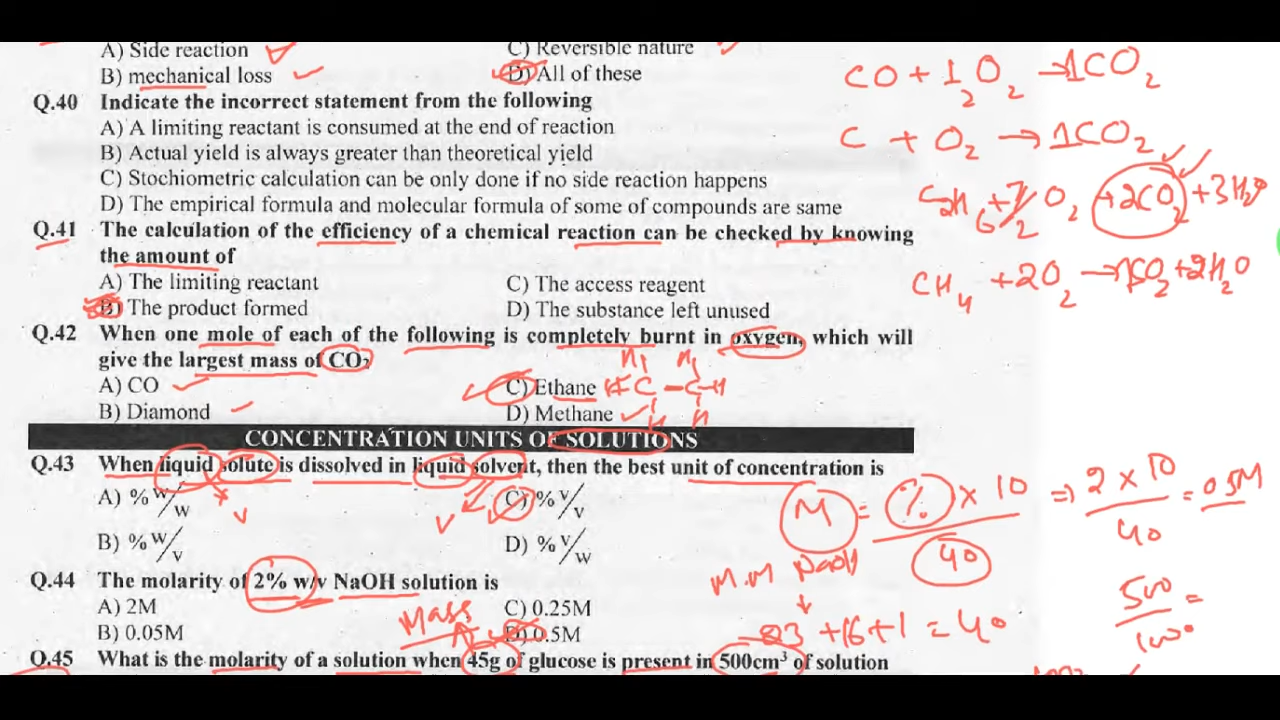 A) Side reaction
C) Reversible nature
B) mechanical loss
D) All of these
Q.40 Indicate the incorrect statement from the following
A) A limiting reactant is consumed at the end of reaction
B) Actual yield is always greater than theoretical yield
C) Stochiometric calculation can be only done if no side reaction happens
D) The empirical formula and molecular formula of some of compounds are same
Q.41 The calculation of the efficiency of a chemical reaction can be checked by knowing
the amount of
A) The limiting reactant
C) The access reagent
B) The product formed
D) The substance left unused
Q.42 When one mole of each of the following is completely burnt in oxygen, which will
give the largest mass of CO₂
A) CO
C) Ethane
B) Diamond
D) Methane
CONCENTRATION UNITS OF SOLUTIONS
Q.43 When liquid solute is dissolved in liquid solvent, then the best unit of concentration is
A) % w/w
C) % v/v
B) % w/v
D) % v/w
Q.44 The molarity of 2% w/v NaOH solution is
A) 2M
C) 0.25M
B) 0.05M
D) 0.5M
Q.45 What is the molarity of a solution when 45g of glucose is present in 500cm³ of solution
CO + 1/2 O₂ → 1CO₂
C + O₂ → 1CO₂
C₂H₆ + 7/2 O₂ → 2CO₂ + 3H₂O
CH₄ + 2O₂ → 1CO₂ + 2H₂O
H H
H C – C – H
H H
v v
M = % × 10 / 40 ⇒ 2 × 10 / 40 = 0.5M
M.M NaOH
↓
23 + 16 + 1 = 40
Mass
500 / 1000 =